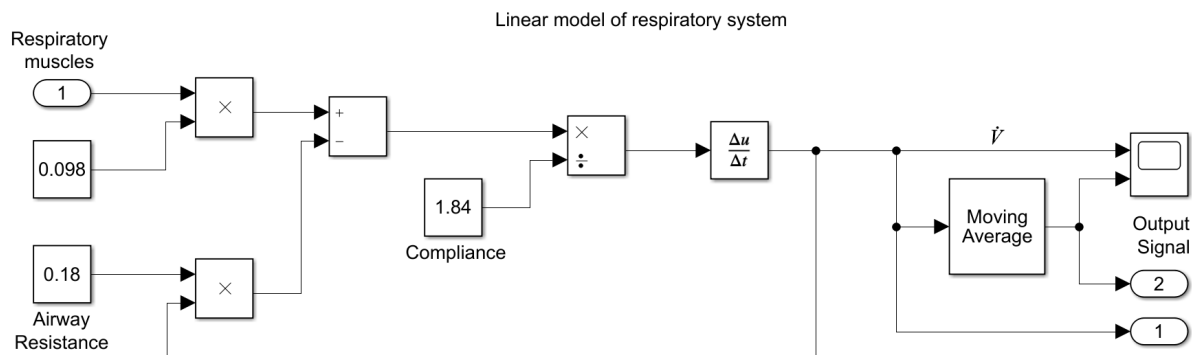 Linear model of respiratory system
Respiratory
muscles
1
×
+
−
0.098
×
÷
Δu
Δt
V̇
1.84
Compliance
Moving
Average
Output
Signal
0.18
×
2
Airway
Resistance
1